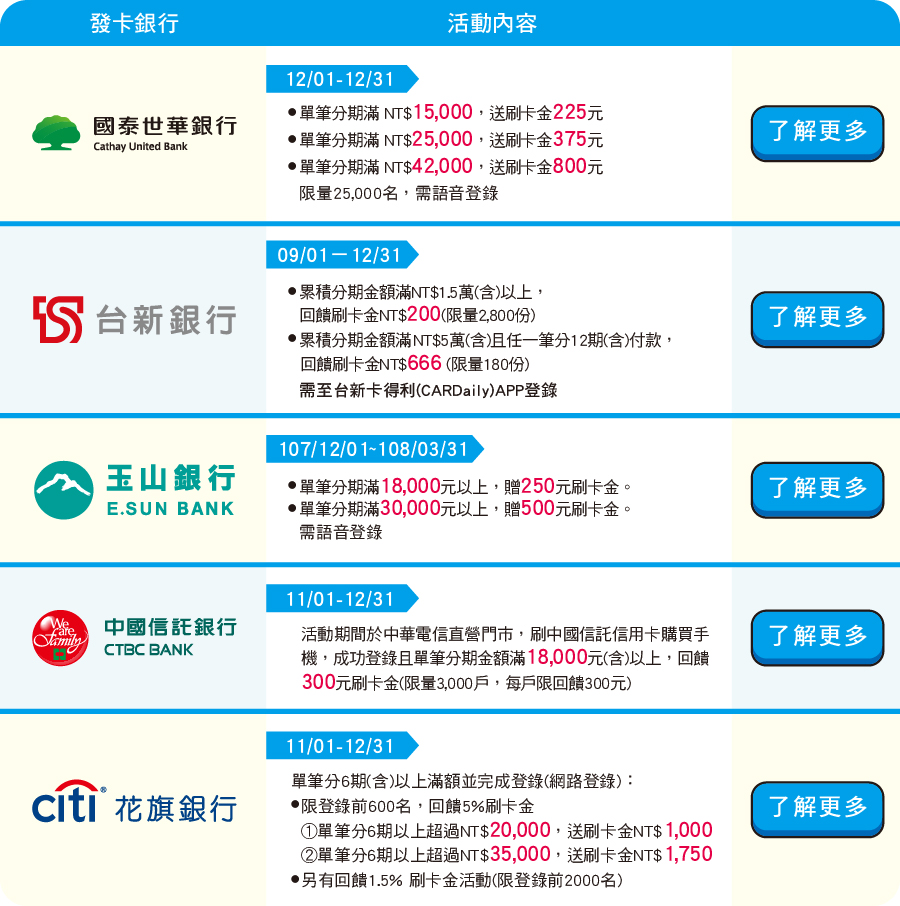 發卡銀行
活動內容
12/01-12/31
國泰世華銀行
Cathay United Bank
●單筆分期滿 NT$15,000，送刷卡金225元
●單筆分期滿 NT$25,000，送刷卡金375元
●單筆分期滿 NT$42,000，送刷卡金800元
限量25,000名，需語音登錄
了解更多
09/01－12/31
台新銀行
●累積分期金額滿NT$1.5萬(含)以上，
回饋刷卡金NT$200(限量2,800份)
●累積分期金額滿NT$5萬(含)且任一筆分12期(含)付款，
回饋刷卡金NT$666 (限量180份)
需至台新卡得利(CARDaily)APP登錄
了解更多
107/12/01~108/03/31
玉山銀行
E.SUN BANK
●單筆分期滿18,000元以上，贈250元刷卡金。
●單筆分期滿30,000元以上，贈500元刷卡金。
需語音登錄
了解更多
11/01-12/31
We are family
中國信託銀行
CTBC BANK
活動期間於中華電信直營門市，刷中國信託信用卡購買手
機，成功登錄且單筆分期金額滿18,000元(含)以上，回饋
300元刷卡金(限量3,000戶，每戶限回饋300元)
了解更多
11/01-12/31
citi® 花旗銀行
單筆分6期(含)以上滿額並完成登錄(網路登錄)：
●限登錄前600名，回饋5%刷卡金
①單筆分6期以上超過NT$20,000，送刷卡金NT$1,000
②單筆分6期以上超過NT$35,000，送刷卡金NT$1,750
●另有回饋1.5% 刷卡金活動(限登錄前2000名)
了解更多